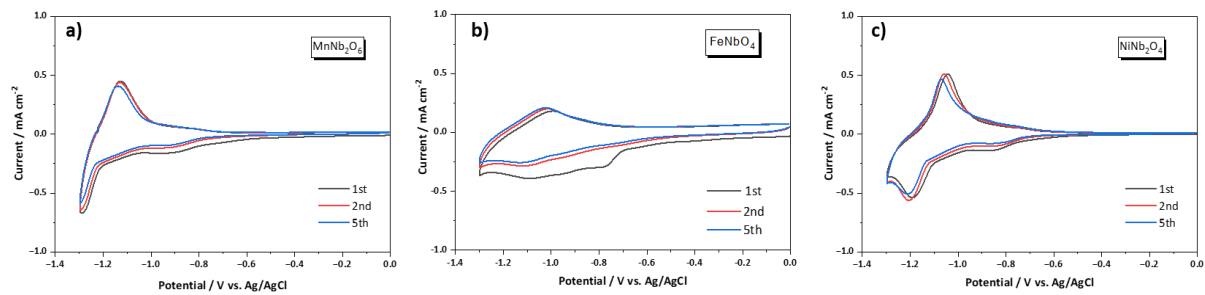 a)
MnNb₂O₆
1.0
0.5
0.0
−0.5
−1.0
Current / mA cm⁻²
1st
2nd
5th
−1.4 −1.2 −1.0 −0.8 −0.6 −0.4 −0.2 0.0
Potential / V vs. Ag/AgCl
b)
FeNbO₄
1.0
0.5
0.0
−0.5
−1.0
Current / mA cm⁻²
1st
2nd
5th
−1.4 −1.2 −1.0 −0.8 −0.6 −0.4 −0.2 0.0
Potential / V vs. Ag/AgCl
c)
NiNb₂O₄
1.0
0.5
0.0
−0.5
−1.0
Current / mA cm⁻²
1st
2nd
5th
−1.4 −1.2 −1.0 −0.8 −0.6 −0.4 −0.2 0.0
Potential / V vs. Ag/AgCl